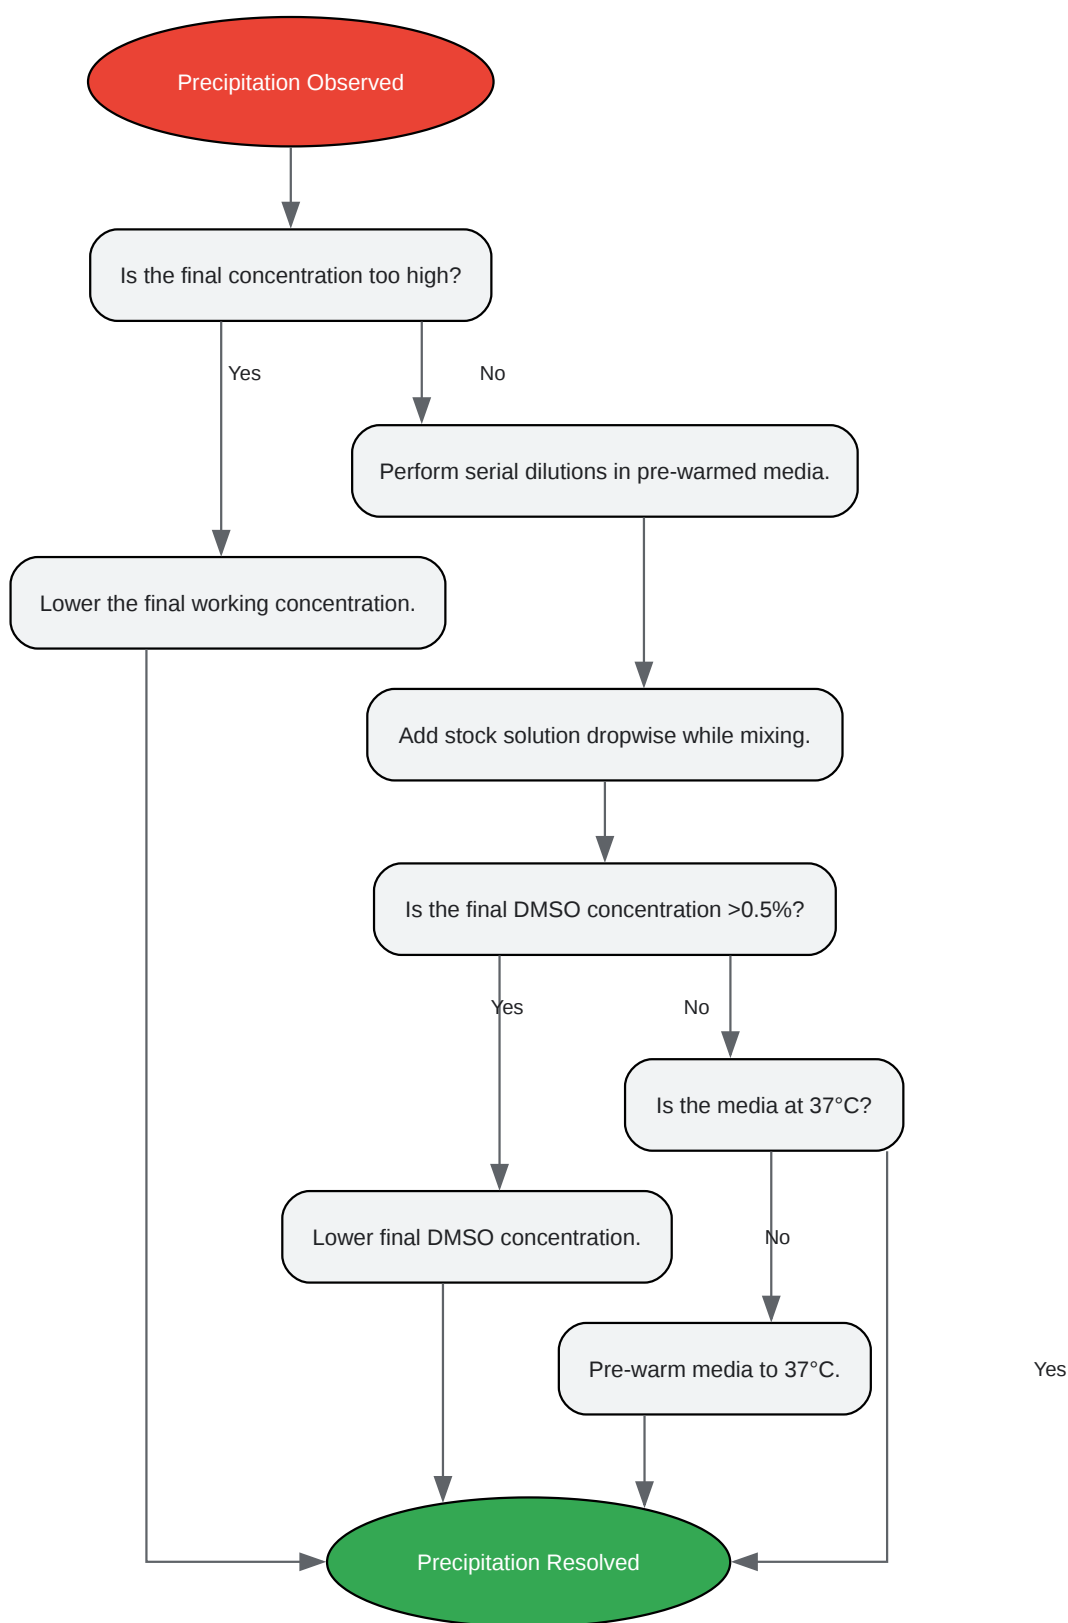 Precipitation Observed
Is the final concentration too high?
Yes
No
Perform serial dilutions in pre-warmed media.
Lower the final working concentration.
Add stock solution dropwise while mixing.
Is the final DMSO concentration >0.5%?
Yes
No
Is the media at 37°C?
Lower final DMSO concentration.
No
Pre-warm media to 37°C.
Yes
Precipitation Resolved